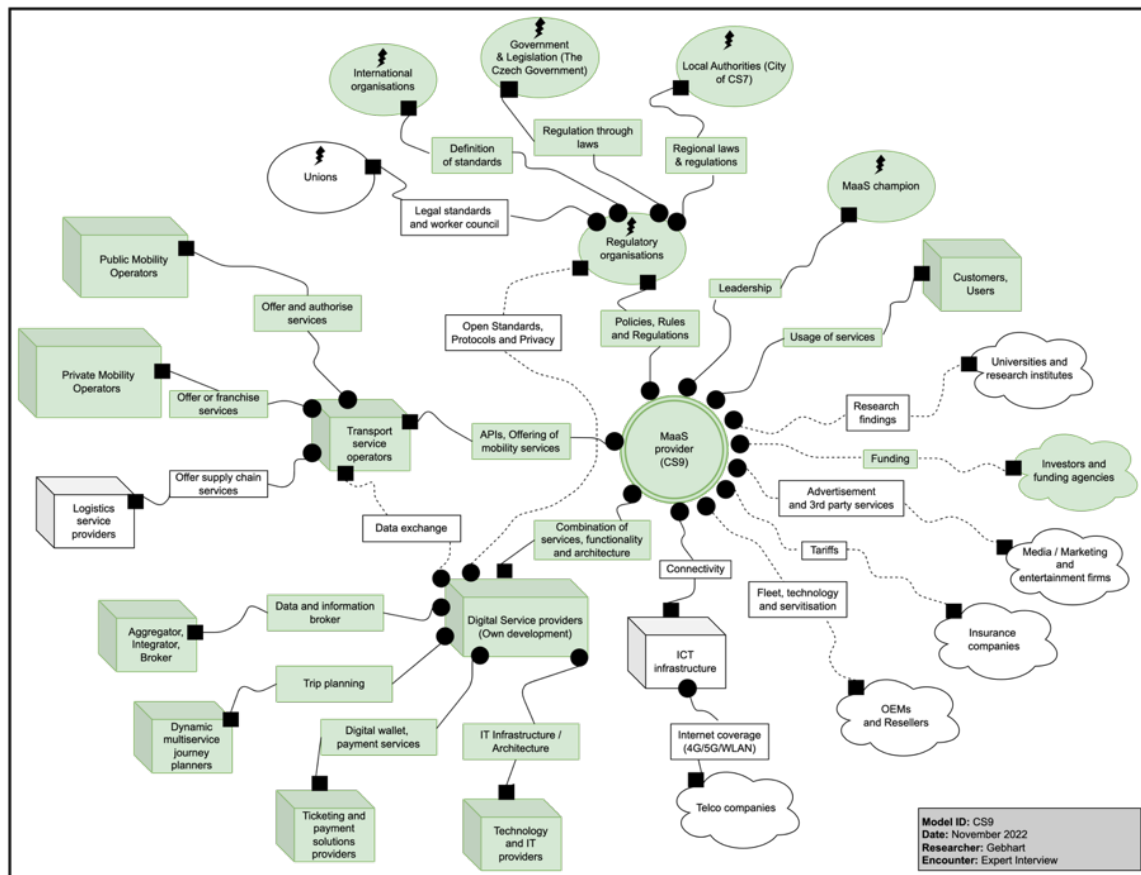 International
organisations
Government
& Legislation (The
Czech Government)
Local Authorities (City
of CS7)
Definition
of standards
Regulation through
laws
Regional laws
& regulations
Unions
MaaS champion
Legal standards
and worker council
Regulatory
organisations
Public Mobility
Operators
Customers,
Users
Leadership
Offer and authorise
services
Open Standards,
Protocols and Privacy
Policies, Rules
and Regulations
Usage of services
Universities and
research institutes
Private Mobility
Operators
Offer or franchise
services
Research
findings
Transport
service
operators
APIs, Offering of
mobility services
MaaS
provider
(CS9)
Funding
Investors and
funding agencies
Offer supply chain
services
Logistics
service
providers
Advertisement
and 3rd party services
Data exchange
Combination of
services, functionality
and architecture
Tariffs
Media / Marketing
and
entertainment firms
Connectivity
Fleet, technology
and servitisation
Data and information
broker
Digital Service providers
(Own development)
Aggregator,
Integrator,
Broker
Insurance
companies
ICT
infrastructure
Trip planning
OEMs
and Resellers
Dynamic
multiservice
journey
planners
Digital wallet,
payment services
IT Infrastructure /
Architecture
Internet coverage
(4G/5G/WLAN)
Telco companies
Ticketing and
payment
solutions
providers
Technology
and IT
providers
Model ID: CS9
Date: November 2022
Researcher: Gebhart
Encounter: Expert Interview